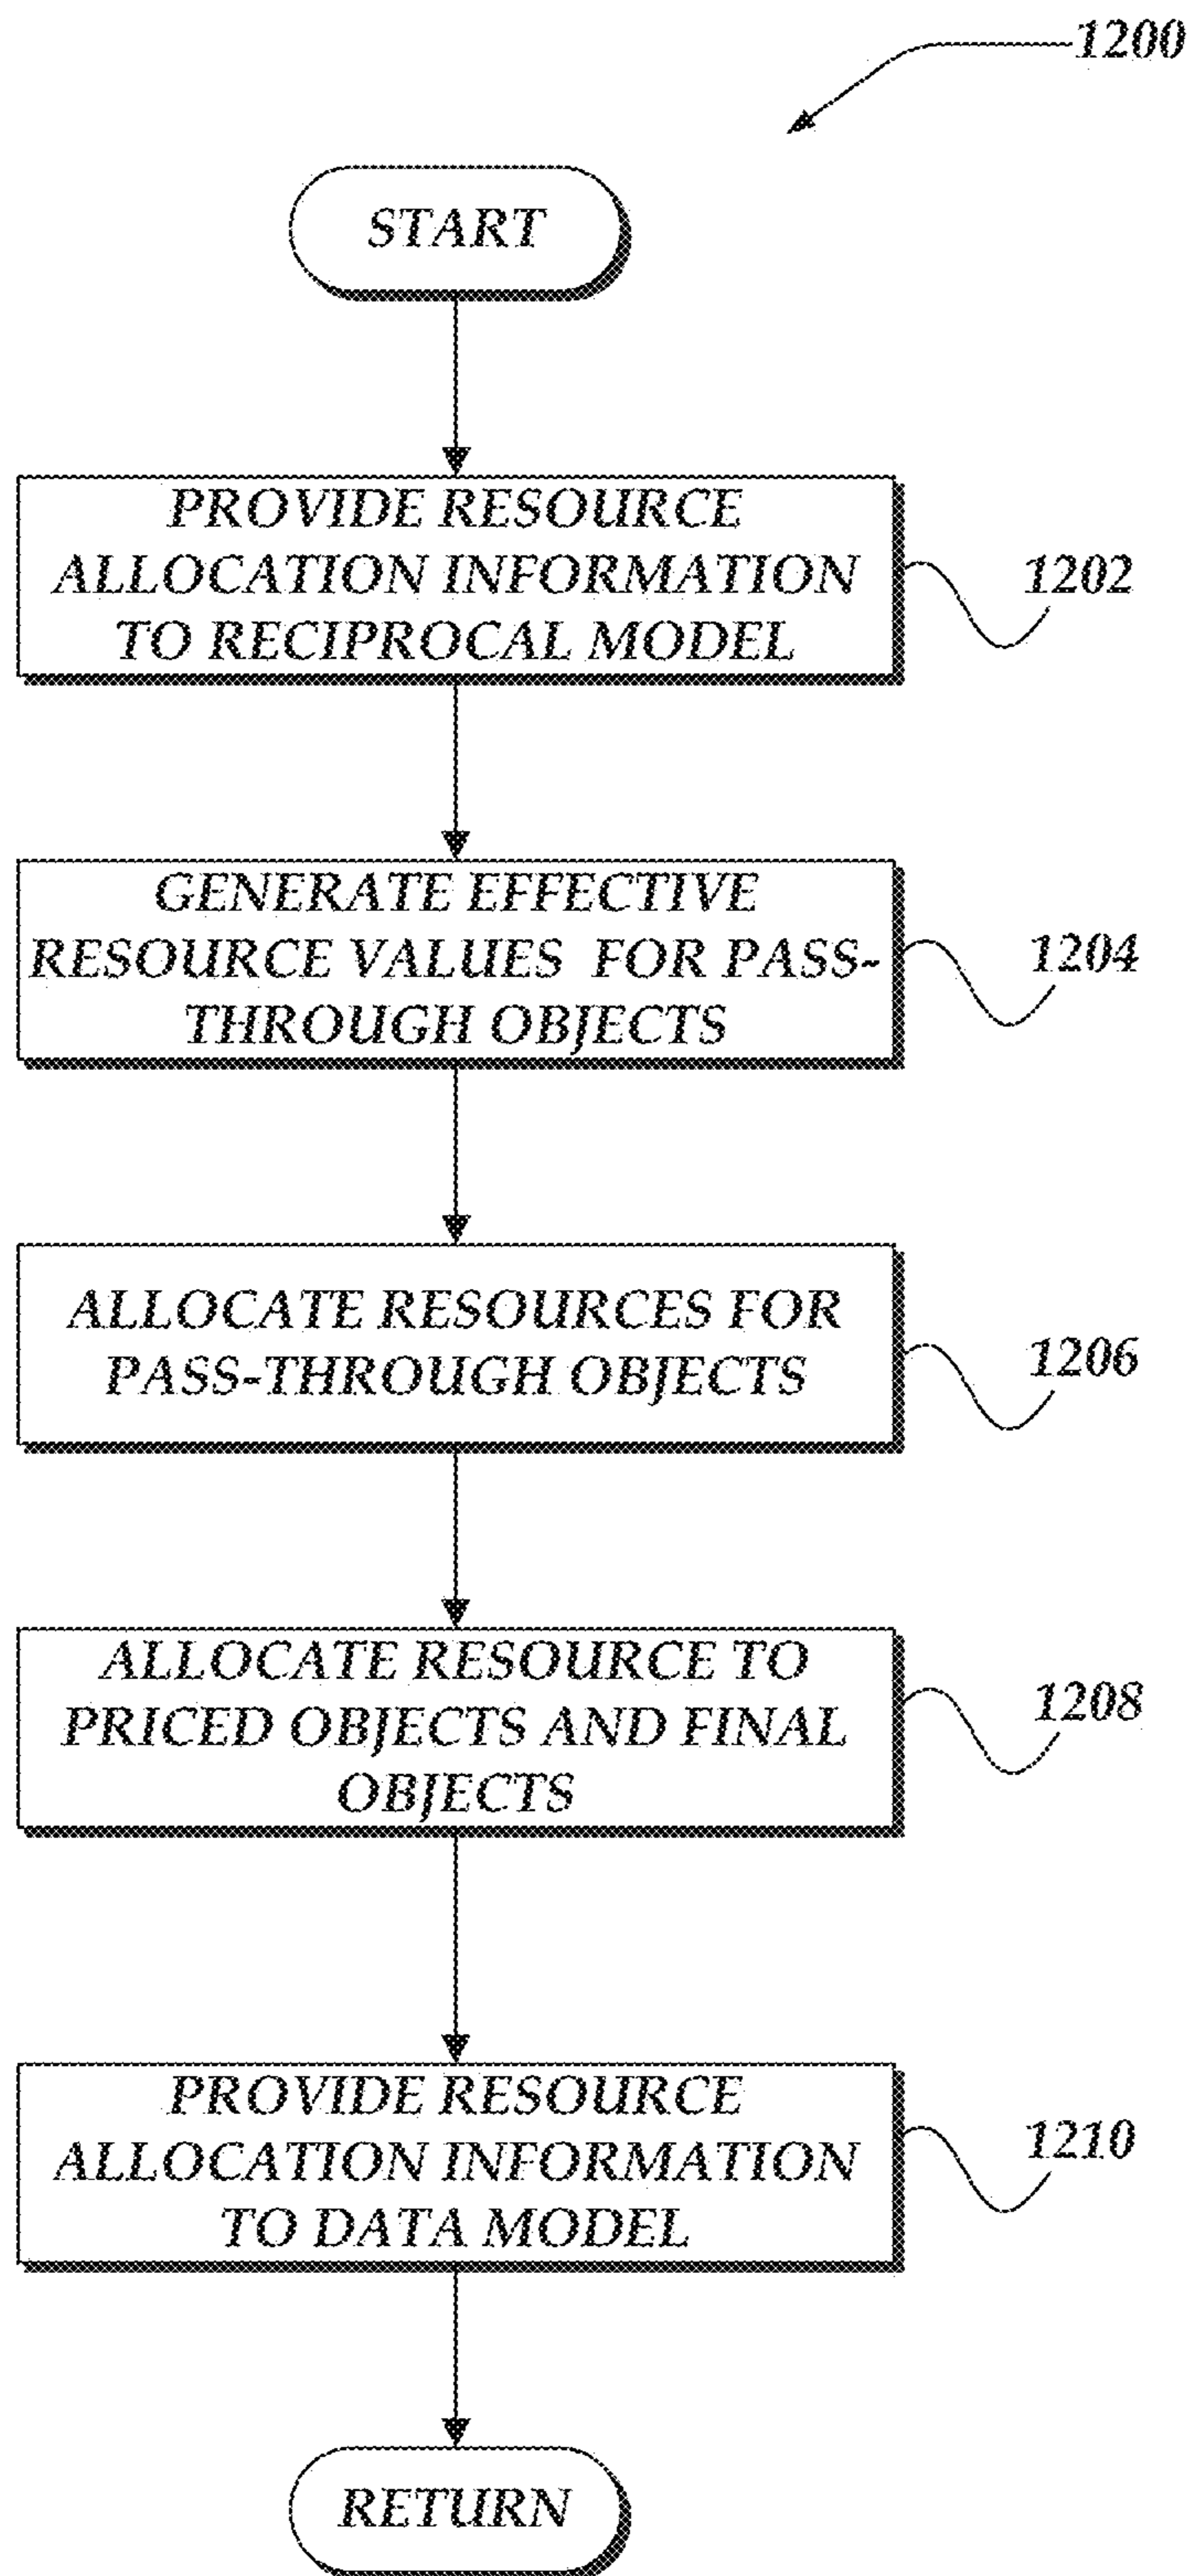 1200
START
PROVIDE RESOURCE
ALLOCATION INFORMATION
TO RECIPROCAL MODEL
1202
GENERATE EFFECTIVE
RESOURCE VALUES FOR PASS-
THROUGH OBJECTS
1204
ALLOCATE RESOURCES FOR
PASS-THROUGH OBJECTS
1206
ALLOCATE RESOURCE TO
PRICED OBJECTS AND FINAL
OBJECTS
1208
PROVIDE RESOURCE
ALLOCATION INFORMATION
TO DATA MODEL
1210
RETURN